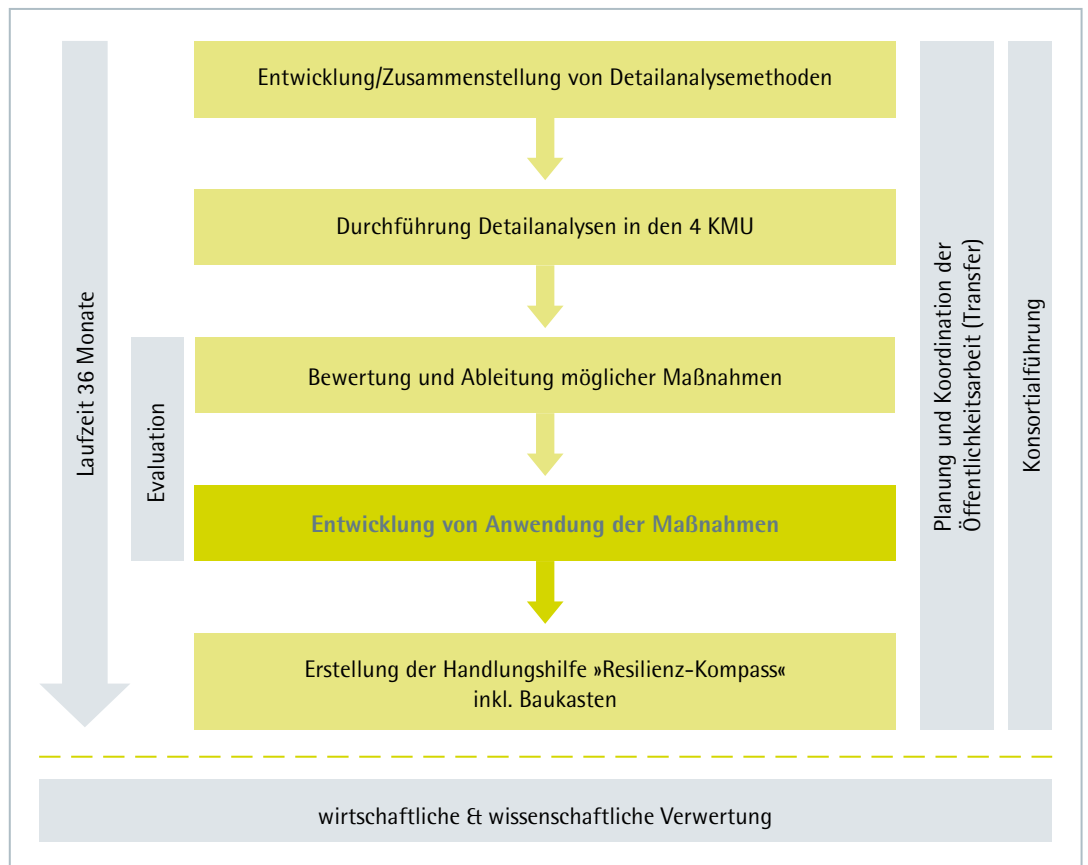 Entwicklung/Zusammenstellung von Detailanalysemethoden
Durchführung Detailanalysen in den 4 KMU
Bewertung und Ableitung möglicher Maßnahmen
Entwicklung von Anwendung der Maßnahmen
Erstellung der Handlungshilfe »Resilienz-Kompass«
inkl. Baukasten
Laufzeit 36 Monate
Evaluation
Planung und Koordination der
Öffentlichkeitsarbeit (Transfer)
Konsortialführung
wirtschaftliche & wissenschaftliche Verwertung